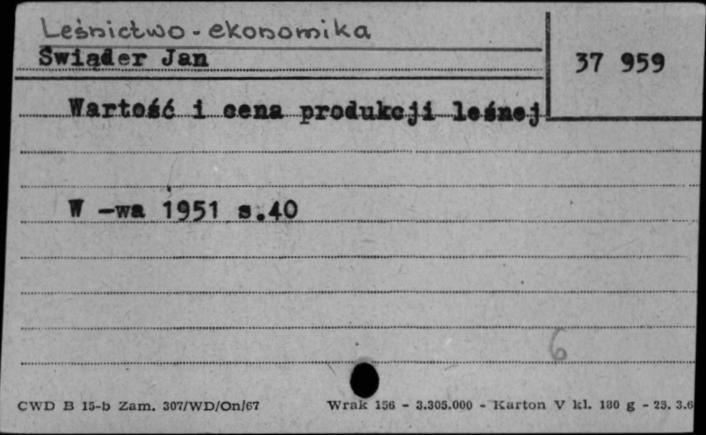 Leśnictwo - ekonomika
Świąder Jan
37 959
Wartość i cena produkcji leśnej
W -wa 1951 s.40
6
CWD B 15-b Zam. 307/WD/On/67 Wrak 156 - 3.305.000 - Karton V kl. 180 g - 25. 3.6